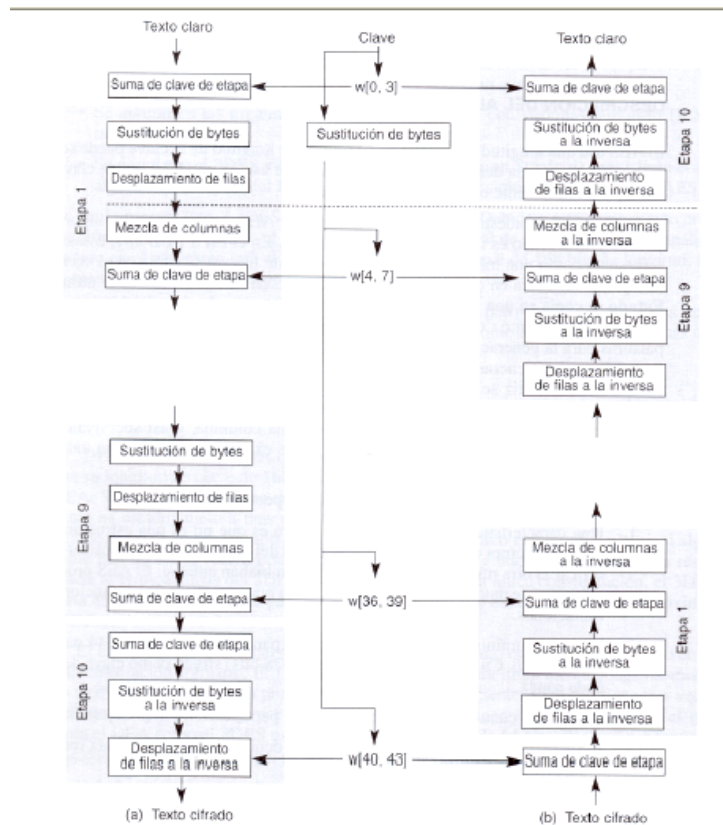 Texto claro
Suma de clave de etapa
Sustitución de bytes
Desplazamiento de filas
Mezcla de columnas
Suma de clave de etapa
Etapa 1
Sustitución de bytes
Desplazamiento de filas
Mezcla de columnas
Suma de clave de etapa
Etapa 9
Suma de clave de etapa
Sustitución de bytes
a la inversa
Desplazamiento
de filas a la inversa
Etapa 10
(a) Texto cifrado
Clave
w[0, 3]
Sustitución de bytes
w[4, 7]
w[36, 39]
w[40, 43]
Texto claro
Suma de clave de etapa
Sustitución de bytes
a la inversa
Desplazamiento
de filas a la inversa
Etapa 10
Mezcla de columnas
a la inversa
Suma de clave de etapa
Sustitución de bytes
a la inversa
Desplazamiento
de filas a la inversa
Etapa 9
Mezcla de columnas
a la inversa
Suma de clave de etapa
Sustitución de bytes
a la inversa
Desplazamiento
de filas a la inversa
Etapa 1
Suma de clave de etapa
(b) Texto cifrado